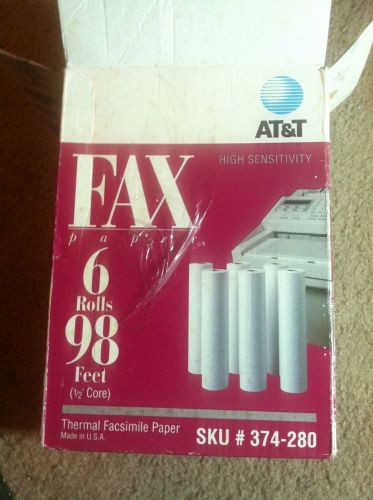 AT&T
HIGH SENSITIVITY
FAX
paper
6
Rolls
98
Feet
(1/2" Core)
Thermal Facsimile Paper
Made in U.S.A.
SKU # 374-280